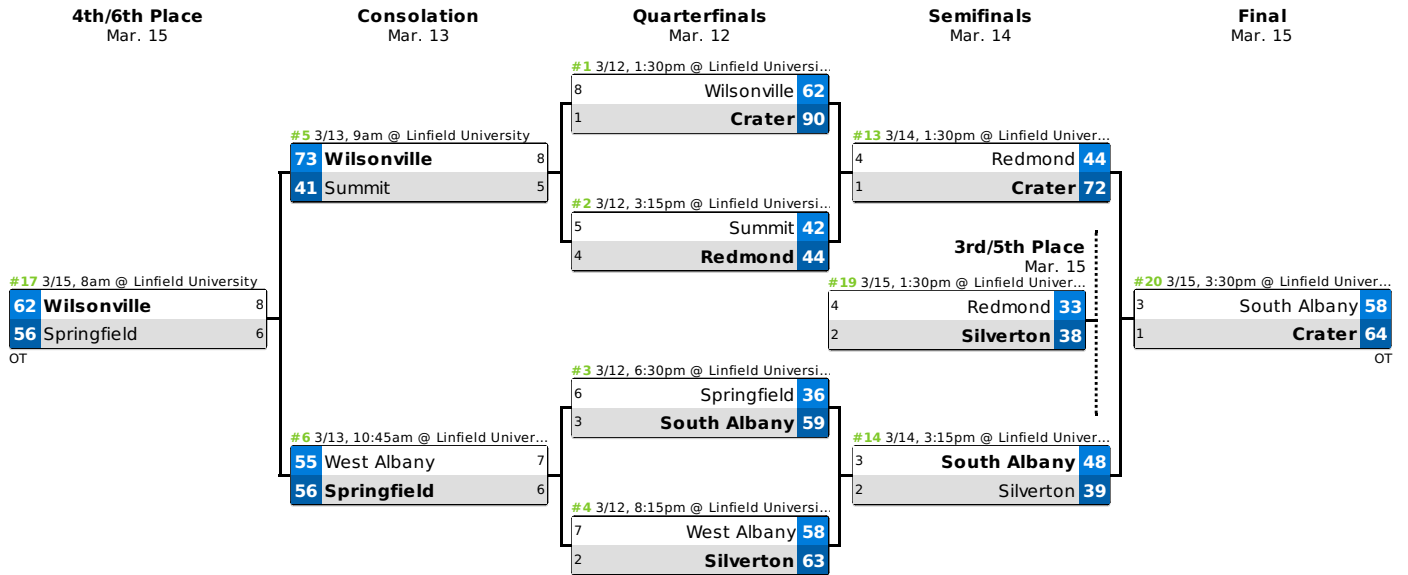 4th/6th Place
Mar. 15
Consolation
Mar. 13
Quarterfinals
Mar. 12
Semifinals
Mar. 14
Final
Mar. 15
#17 3/15, 8am @ Linfield University
62 Wilsonville 8
56 Springfield 6
OT
#5 3/13, 9am @ Linfield University
73 Wilsonville 8
41 Summit 5
#6 3/13, 10:45am @ Linfield Univer...
55 West Albany 7
56 Springfield 6
#1 3/12, 1:30pm @ Linfield Universi...
8 Wilsonville 62
1 Crater 90
#2 3/12, 3:15pm @ Linfield Universi...
5 Summit 42
4 Redmond 44
#3 3/12, 6:30pm @ Linfield Universi...
6 Springfield 36
3 South Albany 59
#4 3/12, 8:15pm @ Linfield Universi...
7 West Albany 58
2 Silverton 63
#13 3/14, 1:30pm @ Linfield Univer...
4 Redmond 44
1 Crater 72
3rd/5th Place
Mar. 15
#19 3/15, 1:30pm @ Linfield Univer...
4 Redmond 33
2 Silverton 38
#14 3/14, 3:15pm @ Linfield Univer...
3 South Albany 48
2 Silverton 39
#20 3/15, 3:30pm @ Linfield Univer...
3 South Albany 58
1 Crater 64
OT